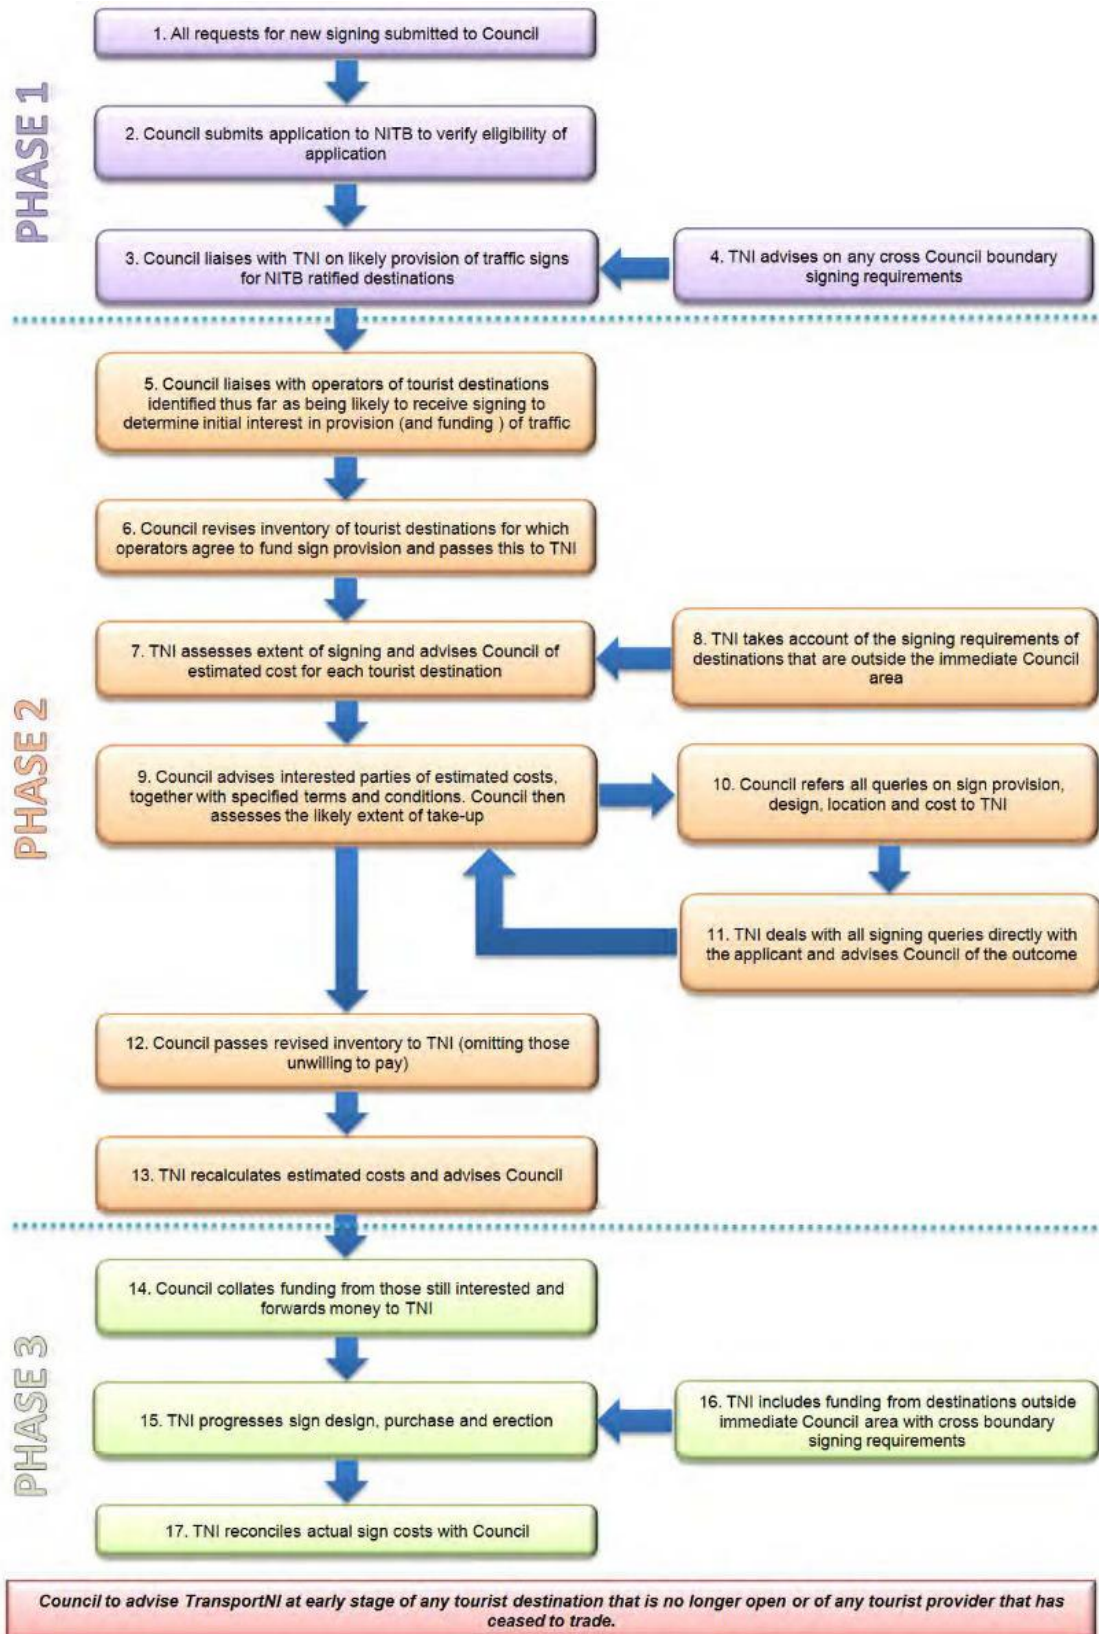 PHASE 1
1. All requests for new signing submitted to Council
2. Council submits application to NITB to verify eligibility of
application
3. Council liaises with TNI on likely provision of traffic signs
for NITB ratified destinations
4. TNI advises on any cross Council boundary
signing requirements
PHASE 2
5. Council liaises with operators of tourist destinations
identified thus far as being likely to receive signing to
determine initial interest in provision (and funding ) of traffic
6. Council revises inventory of tourist destinations for which
operators agree to fund sign provision and passes this to TNI
7. TNI assesses extent of signing and advises Council of
estimated cost for each tourist destination
8. TNI takes account of the signing requirements of
destinations that are outside the immediate Council
area
9. Council advises interested parties of estimated costs,
together with specified terms and conditions. Council then
assesses the likely extent of take-up
10. Council refers all queries on sign provision,
design, location and cost to TNI
11. TNI deals with all signing queries directly with
the applicant and advises Council of the outcome
12. Council passes revised inventory to TNI (omitting those
unwilling to pay)
13. TNI recalculates estimated costs and advises Council
PHASE 3
14. Council collates funding from those still interested and
forwards money to TNI
15. TNI progresses sign design, purchase and erection
16. TNI includes funding from destinations outside
immediate Council area with cross boundary
signing requirements
17. TNI reconciles actual sign costs with Council
Council to advise TransportNI at early stage of any tourist destination that is no longer open or of any tourist provider that has
ceased to trade.